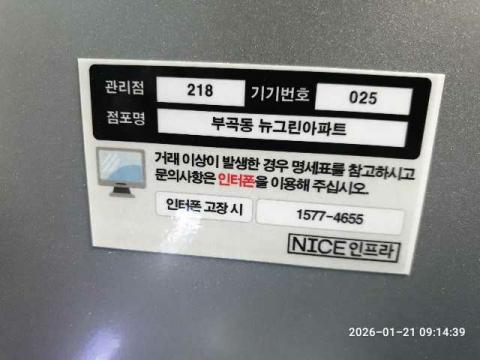 관리점 218 기기번호 025
점포명 부곡동 뉴그린아파트
거래 이상이 발생한 경우 명세표를 참고하시고
문의사항은 인터폰을 이용해 주십시오.
인터폰 고장 시 1577-4655
NICE인프라
2026-01-21 09:14:39